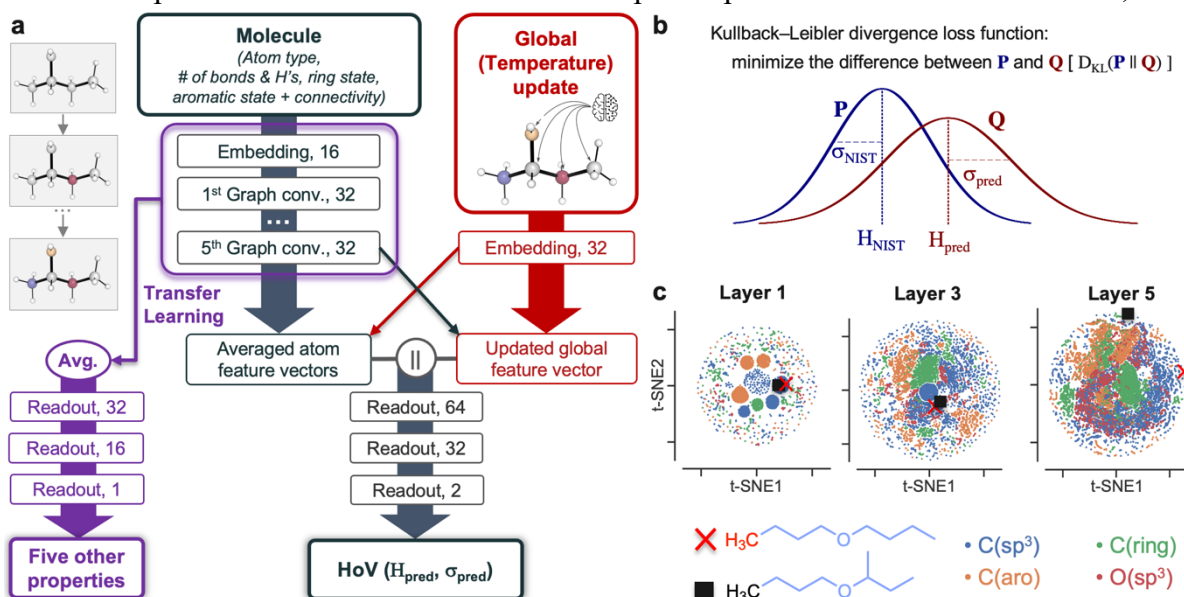 a
Molecule
(Atom type,
# of bonds & H's, ring state,
aromatic state + connectivity)
Global
(Temperature)
update
Embedding, 16
1st Graph conv., 32
...
5th Graph conv., 32
Embedding, 32
...
Transfer
Learning
Avg.
Averaged atom
feature vectors
||
Updated global
feature vector
Readout, 32
Readout, 16
Readout, 1
Readout, 64
Readout, 32
Readout, 2
Five other
properties
HoV (Hpred, σpred)
b
Kullback–Leibler divergence loss function:
minimize the difference between P and Q [ DKL(P || Q) ]
P
Q
σNIST
σpred
HNIST
Hpred
c
Layer 1
Layer 3
Layer 5
t-SNE2
t-SNE1
t-SNE1
t-SNE1
H3C
O
H3C
O
• C(sp3)
• C(ring)
• C(aro)
• O(sp3)